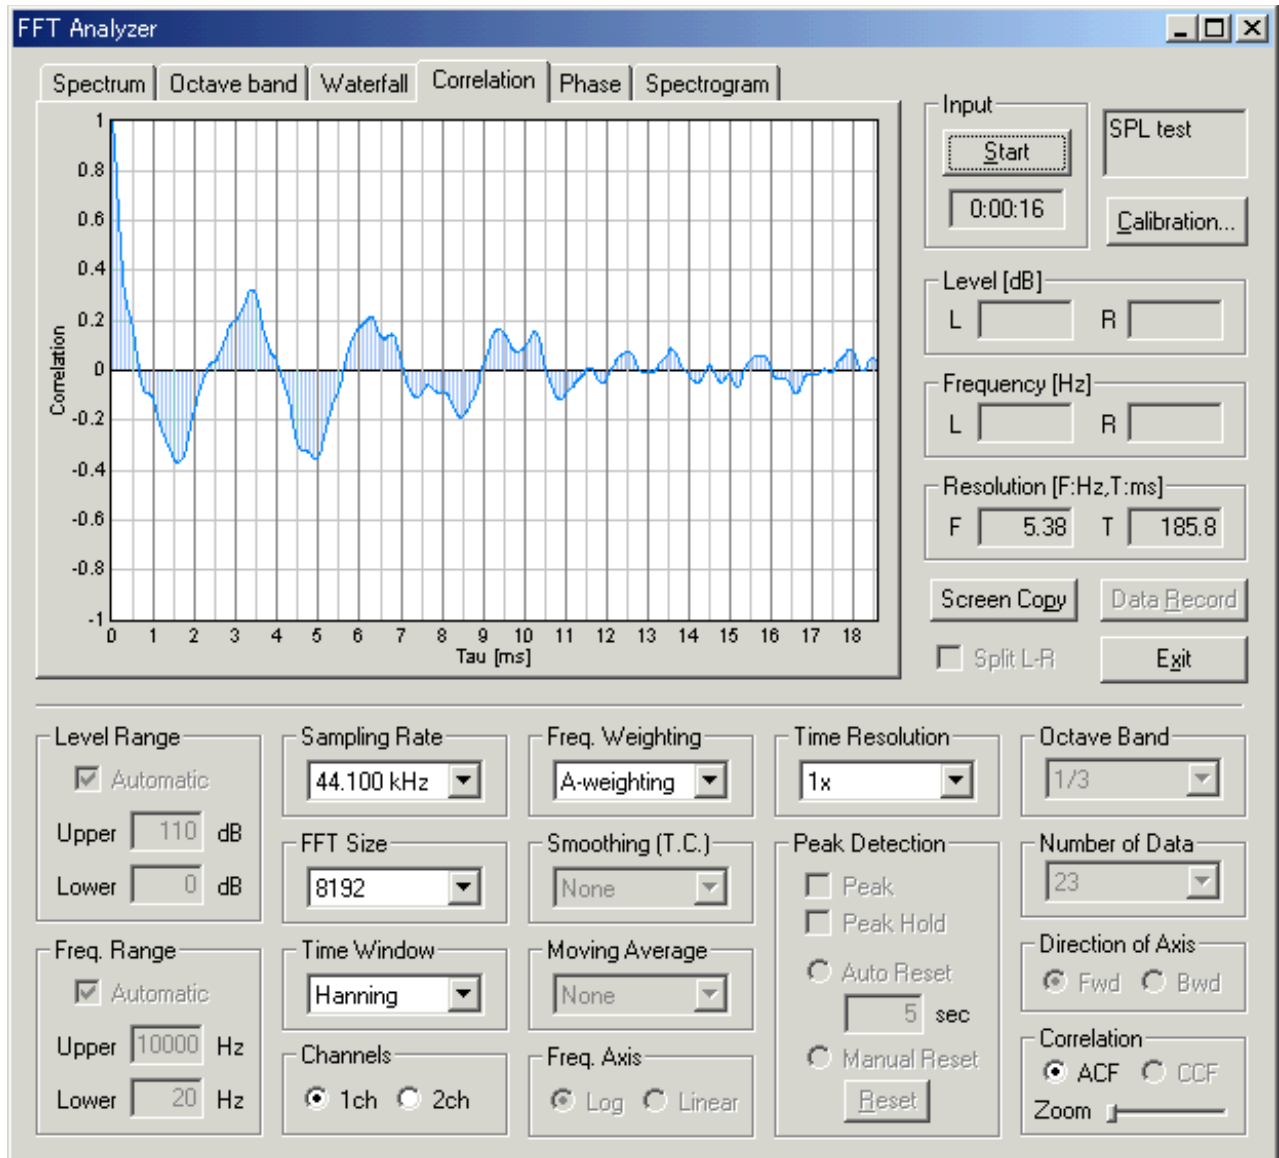 FFT Analyzer
Spectrum Octave band Waterfall Correlation Phase Spectrogram
1
0.8
0.6
0.4
0.2
0
-0.2
-0.4
-0.6
-0.8
-1
Correlation
0 1 2 3 4 5 6 7 8 9 10 11 12 13 14 15 16 17 18
Tau [ms]
Input
Start
0:00:16
SPL test
Calibration...
Level [dB]
L R
Frequency [Hz]
L R
Resolution [F:Hz,T:ms]
F 5.38 T 185.8
Screen Copy Data Record
Split L-R Exit
Level Range
Automatic
Upper 110 dB
Lower 0 dB
Freq. Range
Automatic
Upper 10000 Hz
Lower 20 Hz
Sampling Rate
44.100 kHz
FFT Size
8192
Time Window
Hanning
Channels
1ch 2ch
Freq. Weighting
A-weighting
Smoothing (T.C.)
None
Moving Average
None
Freq. Axis
Log Linear
Time Resolution
1x
Peak Detection
Peak
Peak Hold
Auto Reset
5 sec
Manual Reset
Reset
Octave Band
1/3
Number of Data
23
Direction of Axis
Fwd Bwd
Correlation
ACF CCF
Zoom